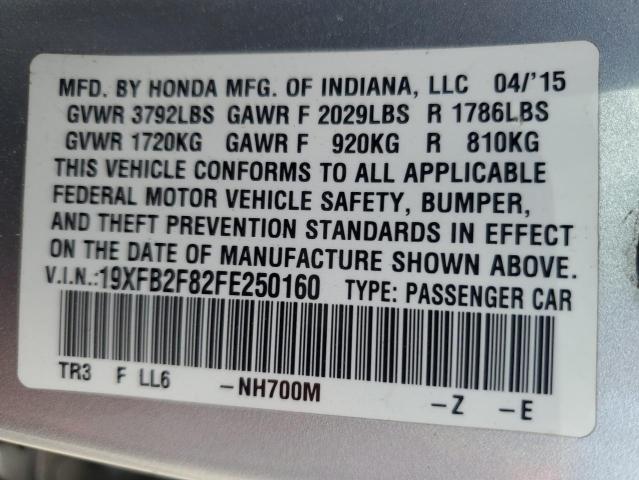 MFD. BY HONDA MFG. OF INDIANA, LLC 04/'15
GVWR 3792LBS GAWR F 2029LBS R 1786LBS
GVWR 1720KG GAWR F 920KG R 810KG
THIS VEHICLE CONFORMS TO ALL APPLICABLE
FEDERAL MOTOR VEHICLE SAFETY, BUMPER,
AND THEFT PREVENTION STANDARDS IN EFFECT
ON THE DATE OF MANUFACTURE SHOWN ABOVE.
V.I.N.:19XFB2F82FE250160 TYPE: PASSENGER CAR
TR3 F LL6 -NH700M -Z -E